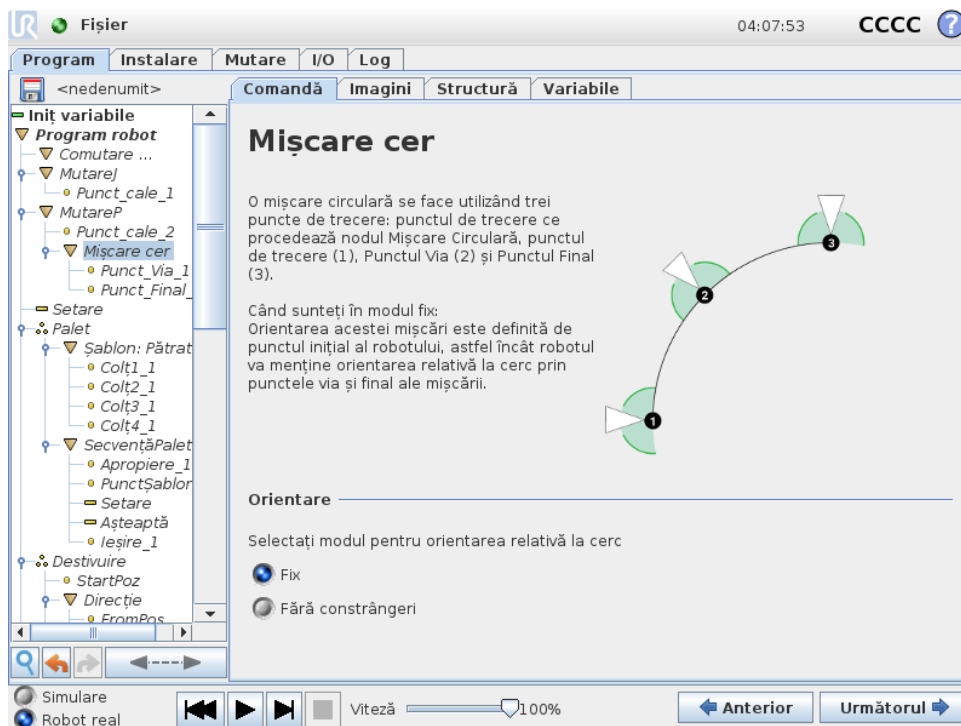 UR Fișier 04:07:53 CCCC ?
Program Instalare Mutare I/O Log
<nedenumit>
Comandă Imagini Structură Variabile
Iniț variabile
Program robot
Comutare ...
MutareJ
Punct_cale_1
MutareP
Punct_cale_2
Mișcare cer
Punct_Via_1
Punct_Final_
Setare
Palet
Șablon: Pătrat
Colț1_1
Colț2_1
Colț3_1
Colț4_1
SecvențăPalet
Apropiere_1
PunctȘablor
Setare
Așteaptă
Ieșire_1
Destivuire
StartPoz
Direcție
FromPos
Mișcare cer
O mișcare circulară se face utilizând trei
puncte de trecere: punctul de trecere ce
procedează nodul Mișcare Circulară, punctul
de trecere (1), Punctul Via (2) și Punctul Final
(3).
Când sunteți în modul fix:
Orientarea acestei mișcări este definită de
punctul inițial al robotului, astfel încât robotul
va menține orientarea relativă la cerc prin
punctele via și final ale mișcării.
3
2
1
Orientare
Selectați modul pentru orientarea relativă la cerc
Fix
Fără constrângeri
Simulare
Robot real
Viteză 100%
Anterior
Următorul